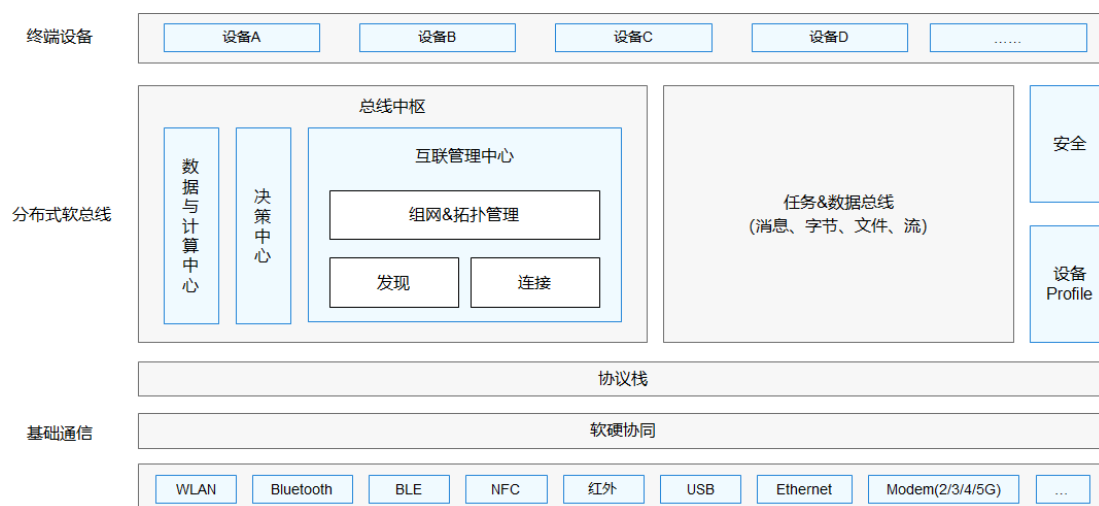 终端设备
设备A
设备B
设备C
设备D
……
分布式软总线
总线中枢
数据与计算中心
决策中心
互联管理中心
组网&拓扑管理
发现
连接
任务&数据总线
(消息、字节、文件、流)
安全
设备
Profile
基础通信
协议栈
软硬协同
WLAN
Bluetooth
BLE
NFC
红外
USB
Ethernet
Modem(2/3/4/5G)
...